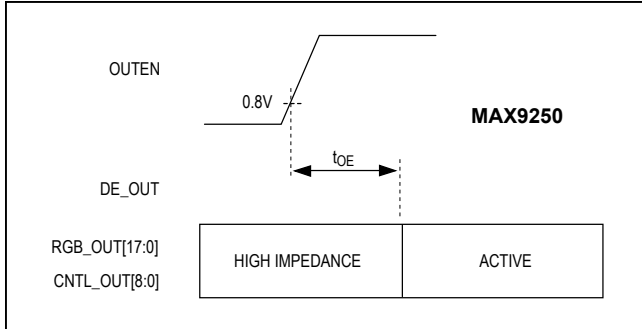 OUTEN
0.8V
MAX9250
tOE
DE_OUT
RGB_OUT[17:0]
HIGH IMPEDANCE
ACTIVE
CNTL_OUT[8:0]